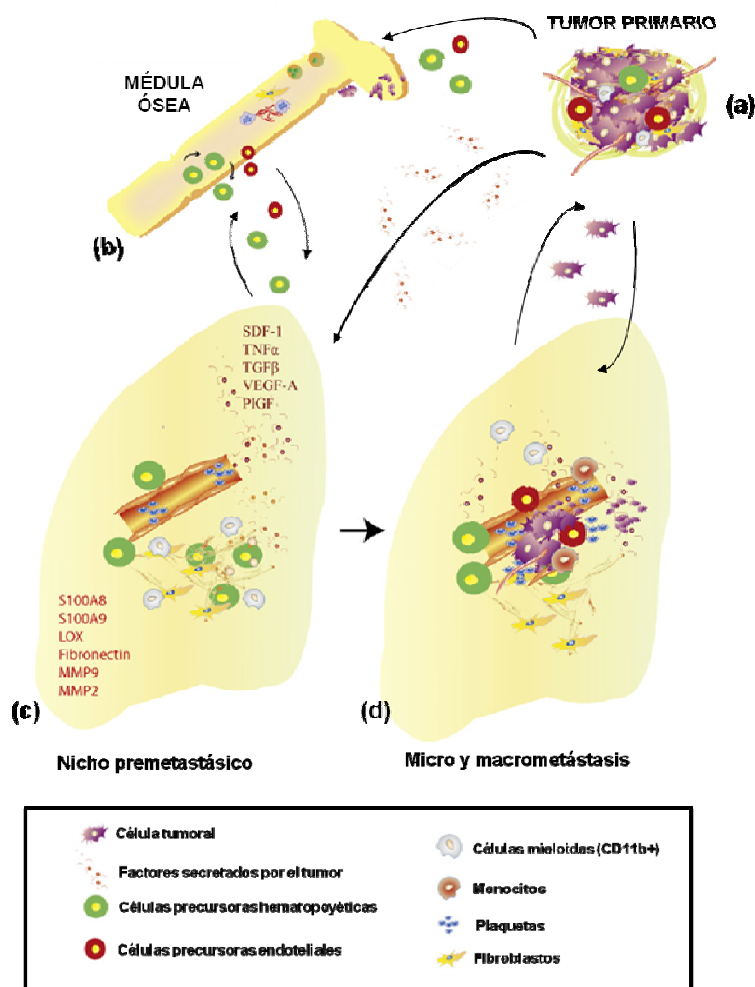 TUMOR PRIMARIO
MÉDULA
ÓSEA
(a)
(b)
SDF-1
TNFα
TGFβ
VEGF-A
PIGF
S100A8
S100A9
LOX
Fibronectin
MMP9
MMP2
(c)
(d)
Nicho premetastásico
Micro y macrometástasis
Célula tumoral
Factores secretados por el tumor
Células precursoras hematopoyéticas
Células precursoras endoteliales
Células mieloides (CD11b+)
Monocitos
Plaquetas
Fibroblastos